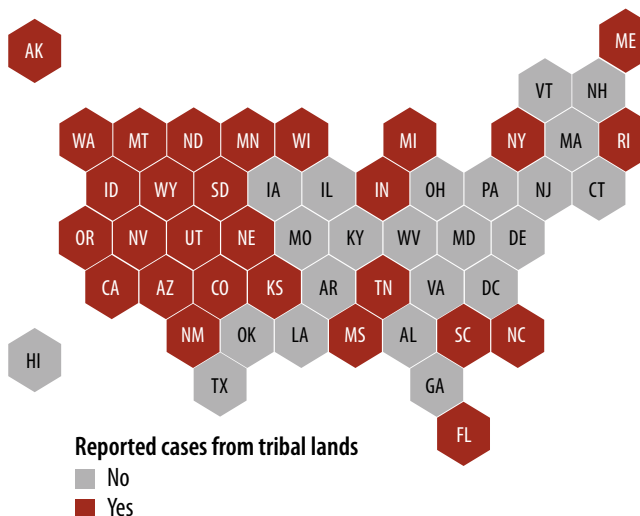 ME
AK
VT NH
WA MT ND MN WI MI NY MA RI
ID WY SD IA IL IN OH PA NJ CT
OR NV UT NE MO KY WV MD DE
CA AZ CO KS AR TN VA DC
NM OK LA MS AL SC NC
HI
TX GA
FL
Reported cases from tribal lands
No
Yes